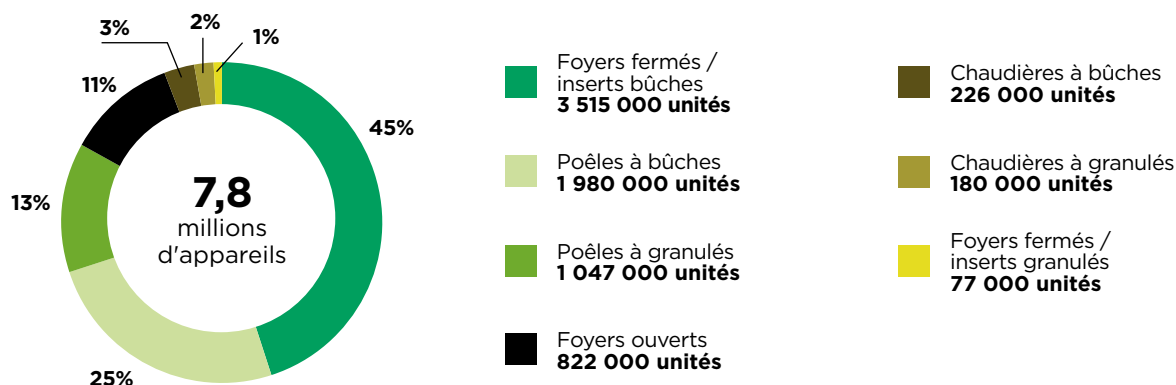 3%
2%
1%
11%
45%
13%
25%
7,8
millions
d'appareils
Foyers fermés /
inserts bûches
3 515 000 unités
Poêles à bûches
1 980 000 unités
Poêles à granulés
1 047 000 unités
Foyers ouverts
822 000 unités
Chaudières à bûches
226 000 unités
Chaudières à granulés
180 000 unités
Foyers fermés /
inserts granulés
77 000 unités